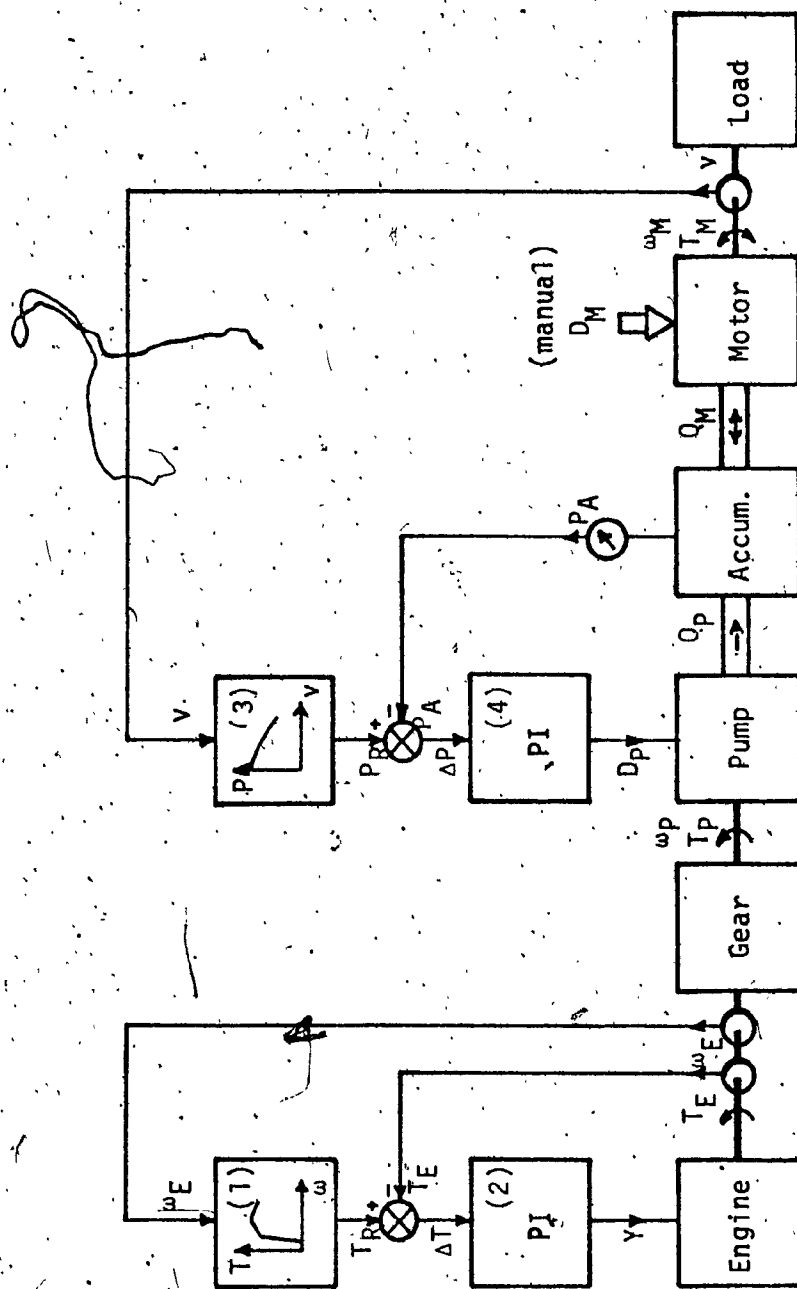 ω_E
(1)
T
ω
T_R
+
-
T_E
ΔT
(2)
PI
Y
Engine
T_E
ω_E
Gear
ω_P
T_P
V
(3)
P
V
P_R
+
-
P_A
ΔP
(4)
PI
D_P
Pump
Q_P
P_A
Accum.
Q_M
(manual)
D_M
Motor
ω_M
T_M
V
Load